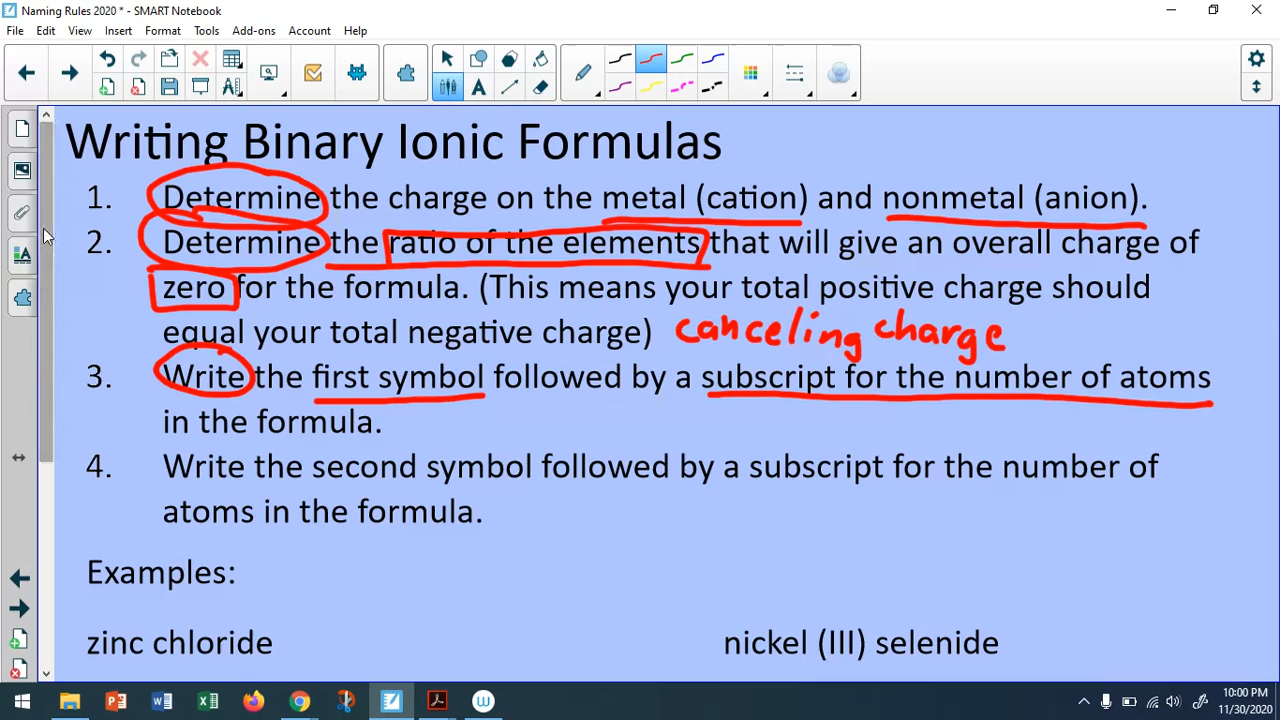 Naming Rules 2020 * - SMART Notebook
File Edit View Insert Format Tools Add-ons Account Help
Writing Binary Ionic Formulas
1. Determine the charge on the metal (cation) and nonmetal (anion).
2. Determine the ratio of the elements that will give an overall charge of
zero for the formula. (This means your total positive charge should
equal your total negative charge) canceling charge
3. Write the first symbol followed by a subscript for the number of atoms
in the formula.
4. Write the second symbol followed by a subscript for the number of
atoms in the formula.
Examples:
zinc chloride nickel (III) selenide
10:00 PM
11/30/2020